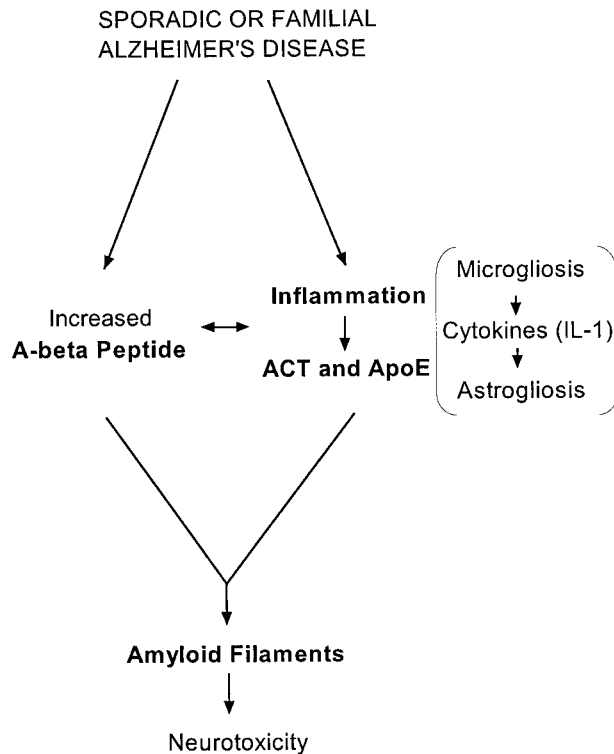 SPORADIC OR FAMILIAL
ALZHEIMER'S DISEASE
Increased
A-beta Peptide
Inflammation
ACT and ApoE
Microgliosis
Cytokines (IL-1)
Astrogliosis
Amyloid Filaments
Neurotoxicity